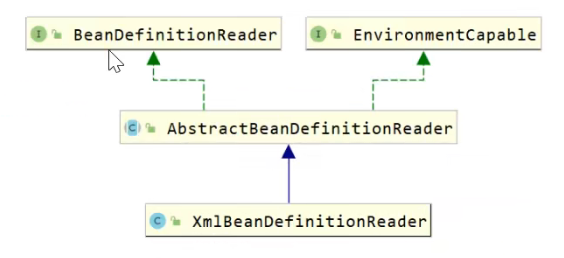 I BeanDefinitionReader
I EnvironmentCapable
C AbstractBeanDefinitionReader
C XmlBeanDefinitionReader